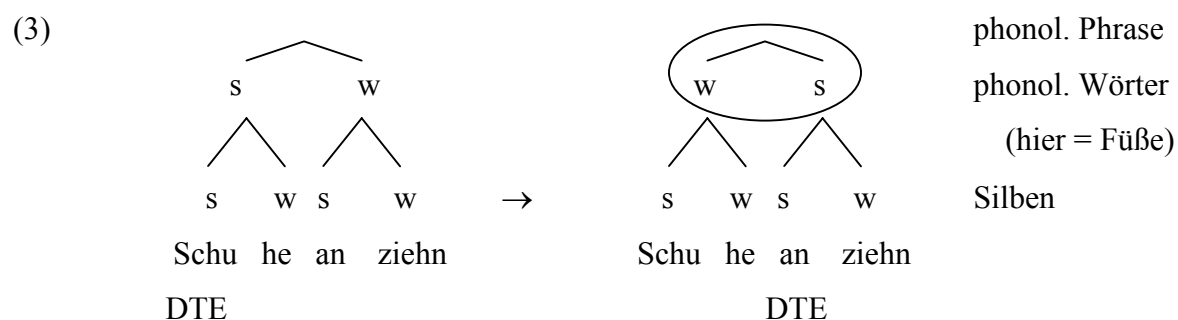 (3) phonol. Phrase
s w w s phonol. Wörter
(hier = Füße)
s w s w → s w s w Silben
Schu he an ziehn Schu he an ziehn
DTE DTE